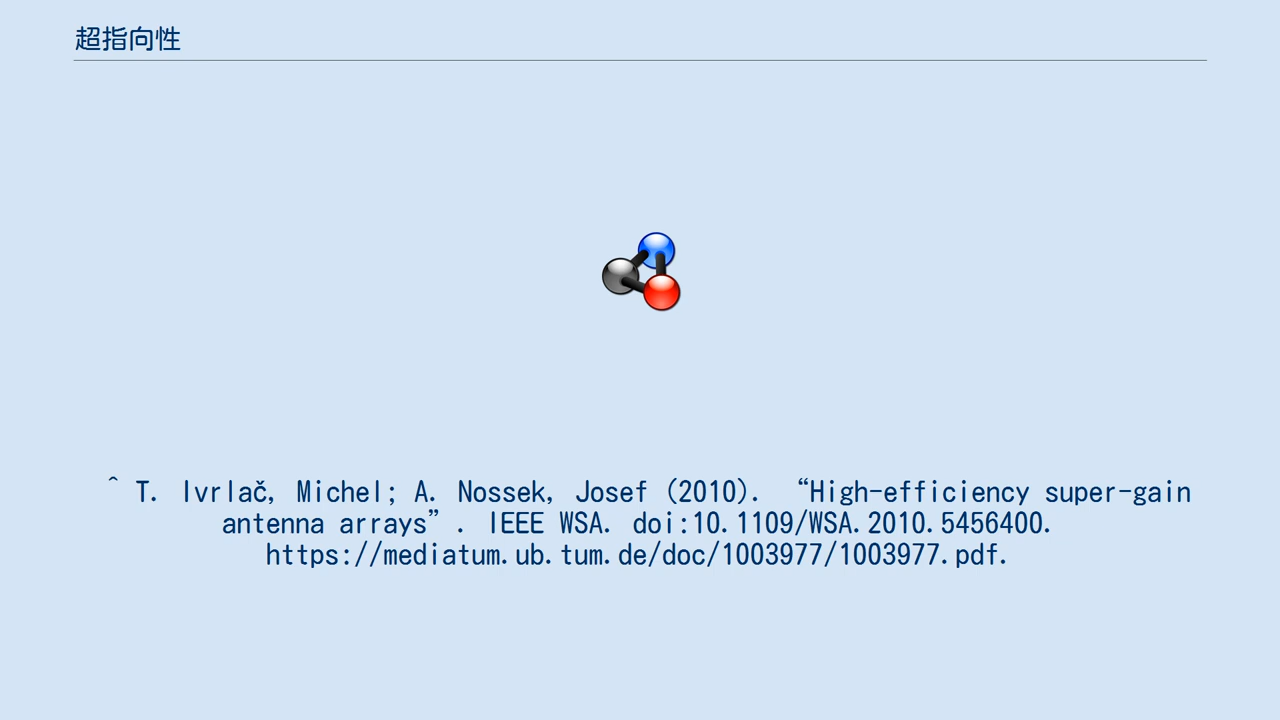 超指向性
^ T. Ivrlač, Michel; A. Nossek, Josef (2010). “High-efficiency super-gain
antenna arrays”. IEEE WSA. doi:10.1109/WSA.2010.5456400.
https://mediatum.ub.tum.de/doc/1003977/1003977.pdf.